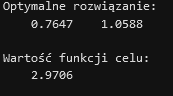 Optymalne rozwiązanie:
0.7647    1.0588
Wartość funkcji celu:
2.9706